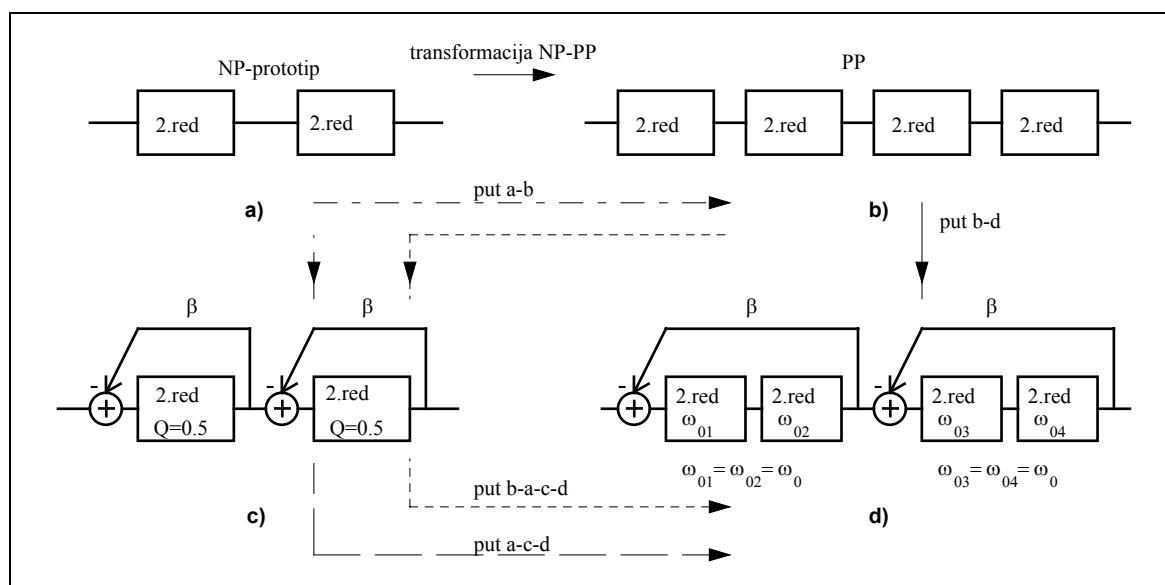 transformacija NP-PP
NP-prototip
PP
2.red
2.red
2.red
2.red
2.red
2.red
put a-b
a)
b)
put b-d
β
β
β
β
-
-
-
-
2.red
Q=0.5
2.red
Q=0.5
2.red
ω01
2.red
ω02
2.red
ω03
2.red
ω04
+
+
+
+
ω01=ω02=ω0
ω03=ω04=ω0
put b-a-c-d
c)
d)
put a-c-d